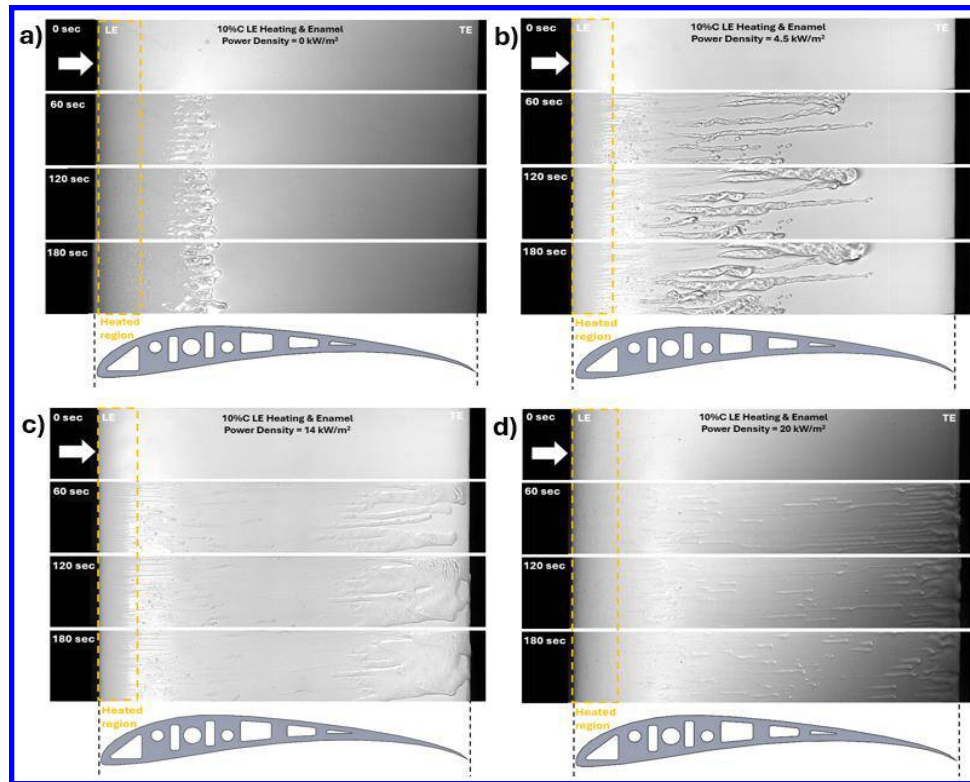 a)
0 sec
LE
10%C LE Heating & Enamel
Power Density = 0 kW/m²
TE
60 sec
120 sec
180 sec
Heated
region
b)
0 sec
LE
10%C LE Heating & Enamel
Power Density = 4.5 kW/m²
TE
60 sec
120 sec
180 sec
Heated
region
c)
0 sec
LE
10%C LE Heating & Enamel
Power Density = 14 kW/m²
TE
60 sec
120 sec
180 sec
Heated
region
d)
0 sec
LE
10%C LE Heating & Enamel
Power Density = 20 kW/m²
TE
60 sec
120 sec
180 sec
Heated
region